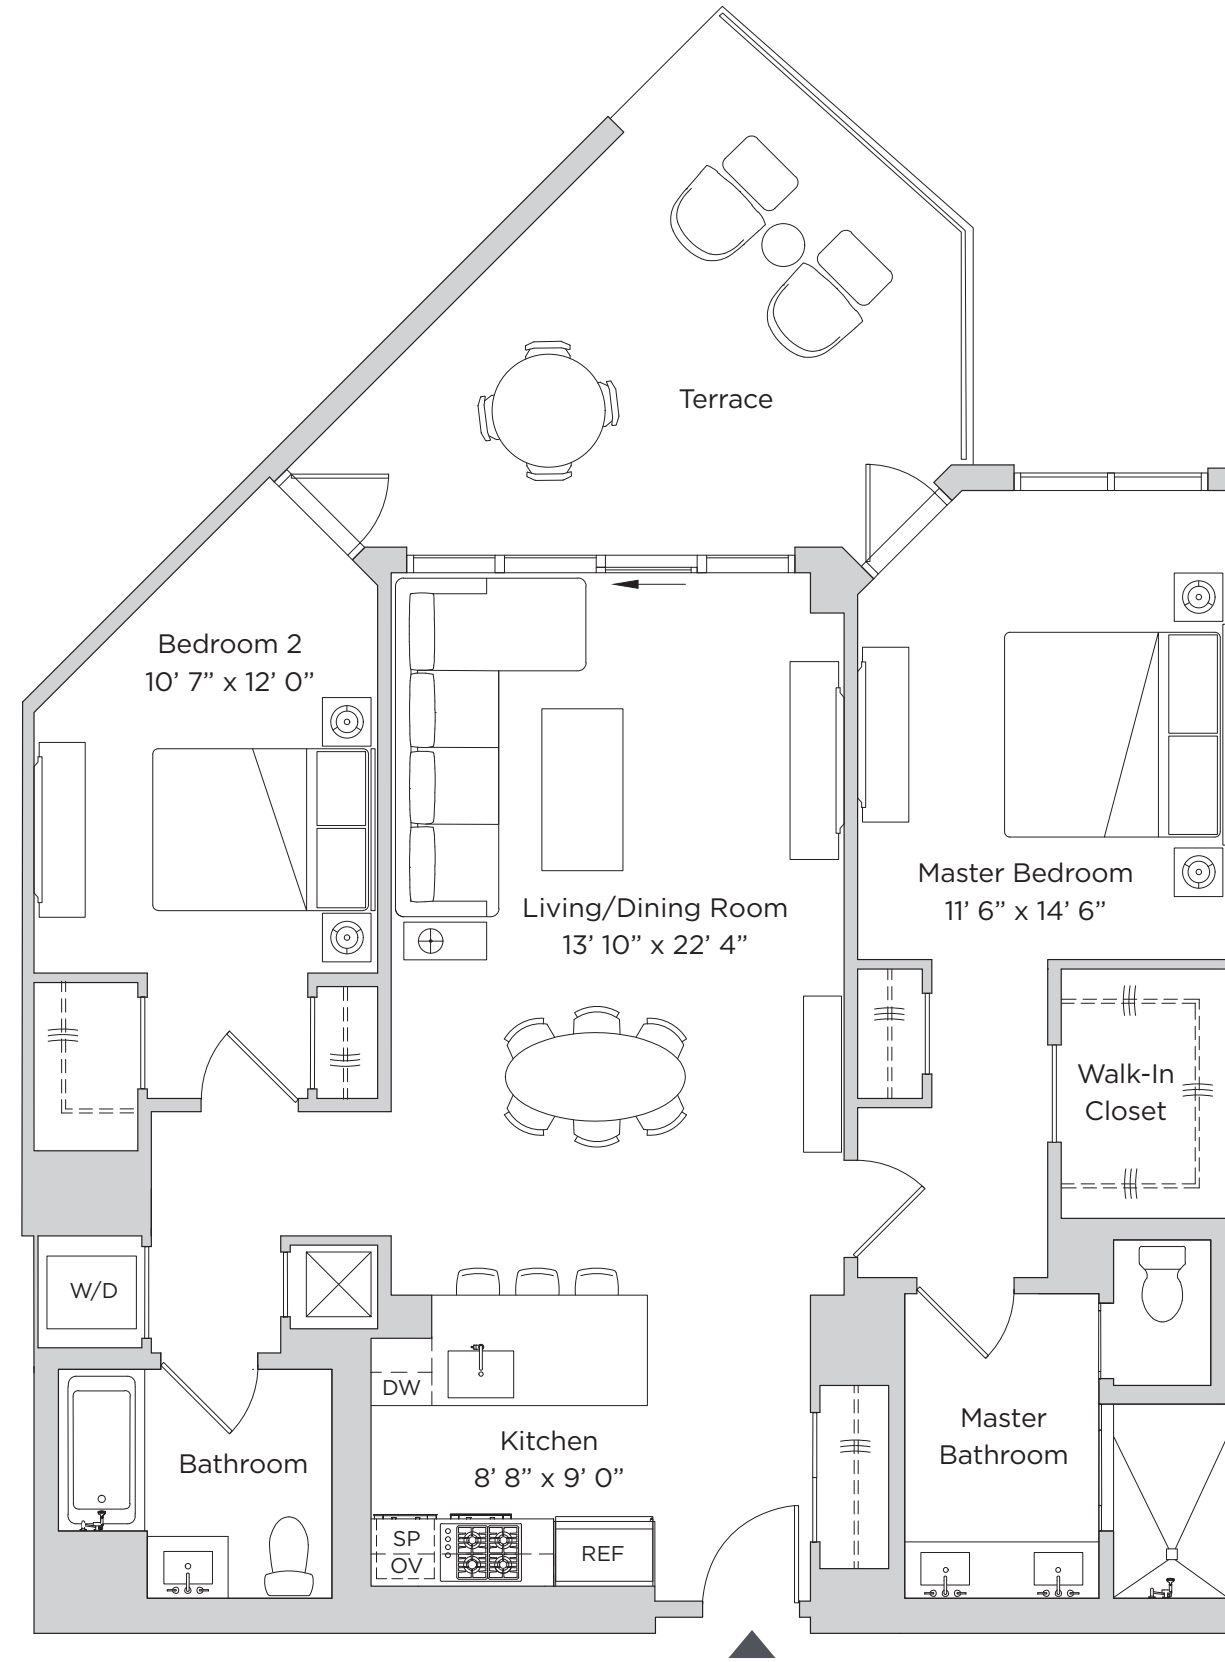 Terrace
Bedroom 2
10’ 7” x 12’ 0”
Master Bedroom
11’ 6” x 14’ 6”
Living/Dining Room
13’ 10” x 22’ 4”
Walk-In
Closet
W/D
DW
Kitchen
8’ 8” x 9’ 0”
Bathroom
Master
Bathroom
SP
OV
REF